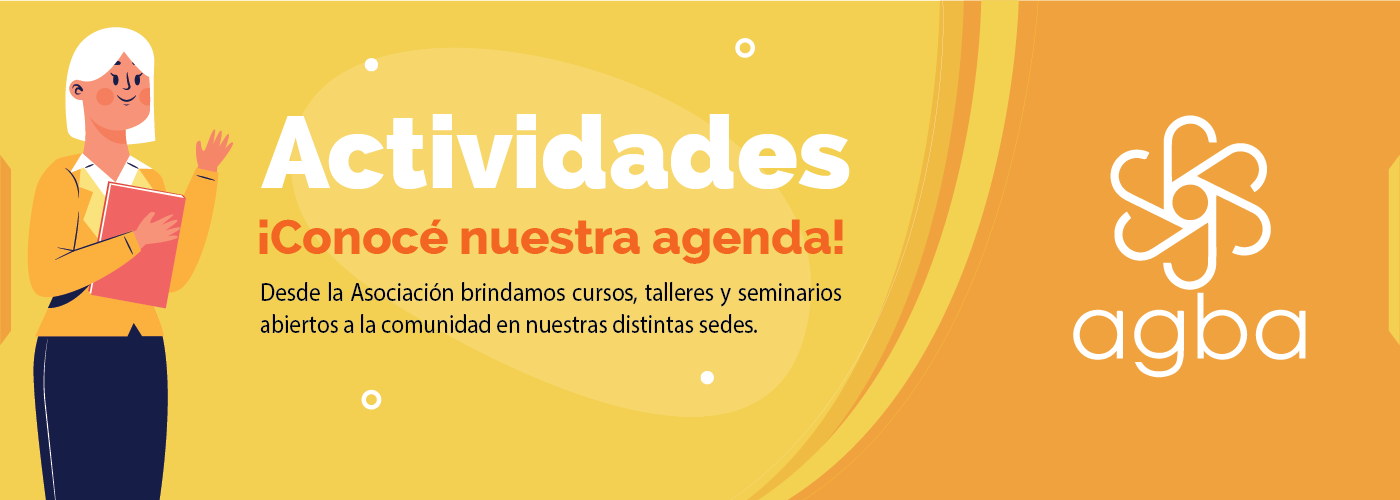 Actividades
¡Conocé nuestra agenda!
Desde la Asociación brindamos cursos, talleres y seminarios
abiertos a la comunidad en nuestras distintas sedes.
agba